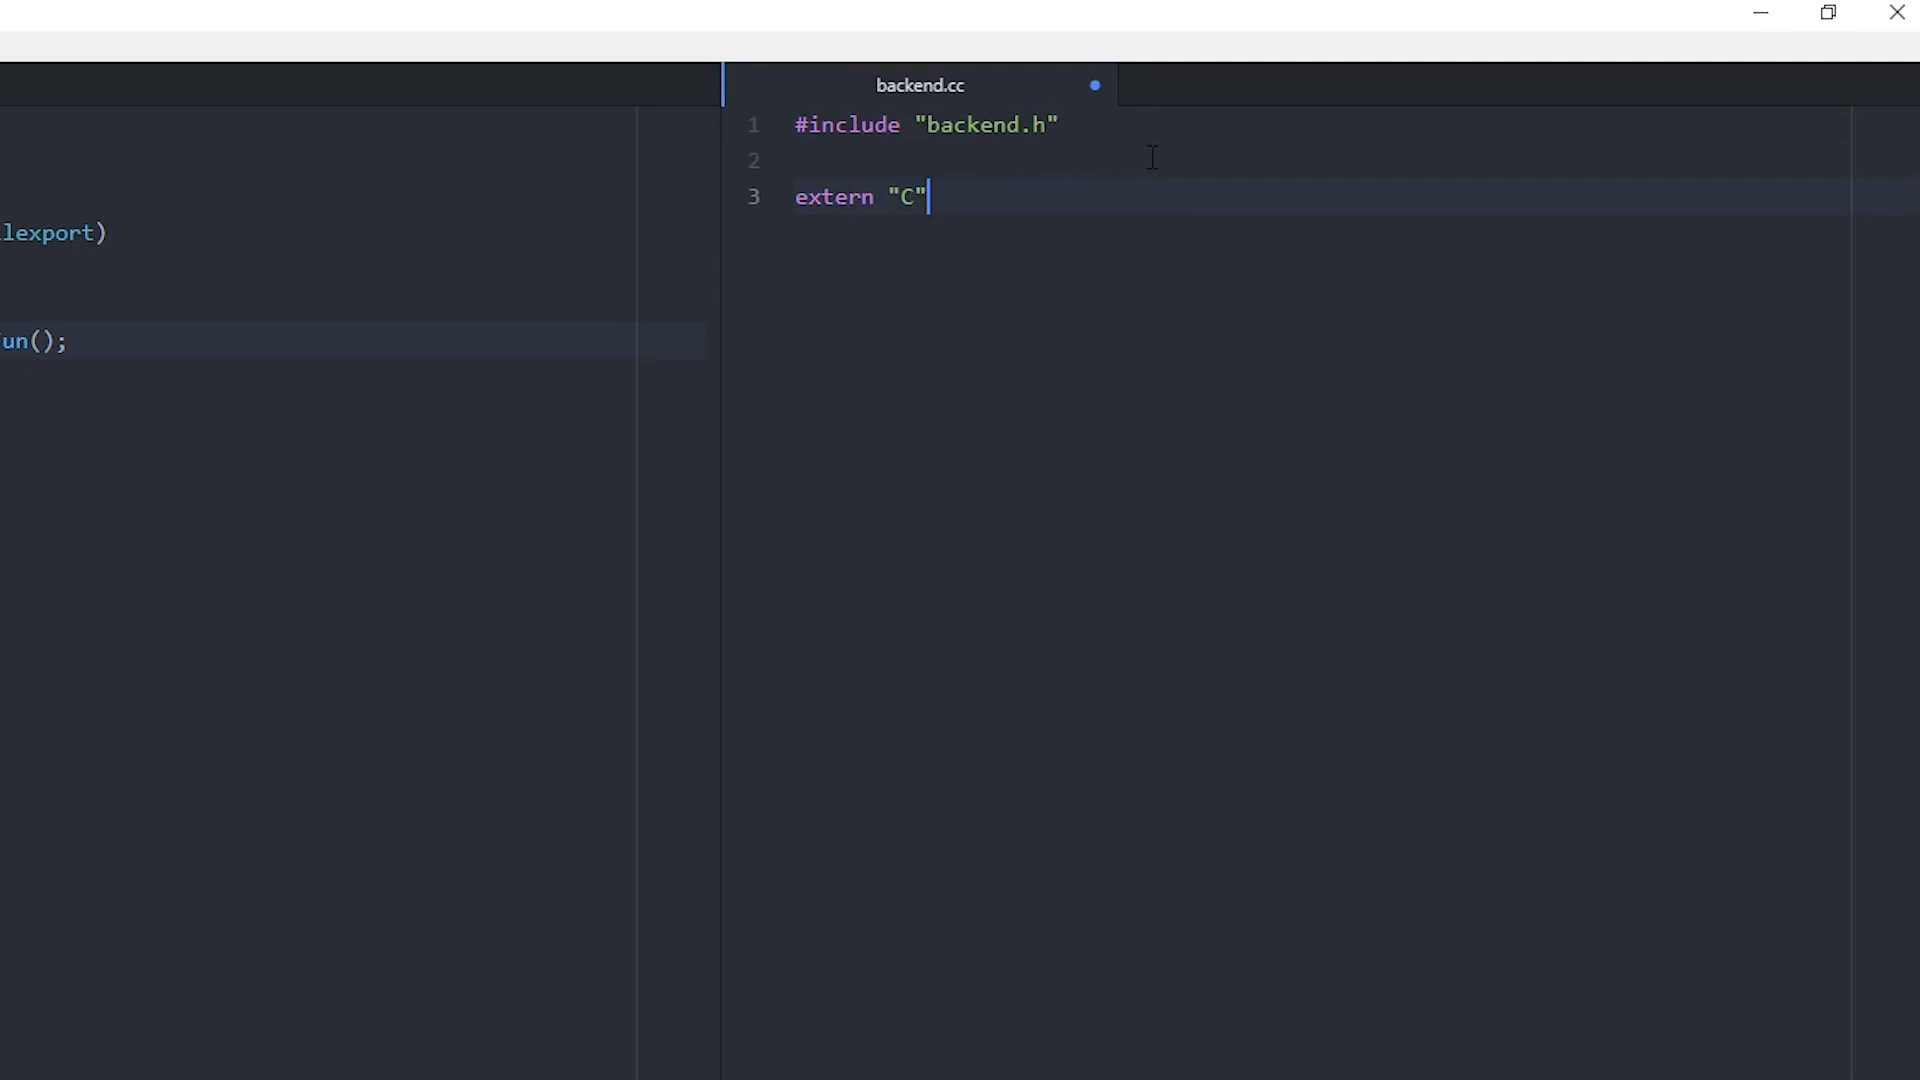 backend.cc
lexport)
un();
1 #include "backend.h"
2
3 extern "C"